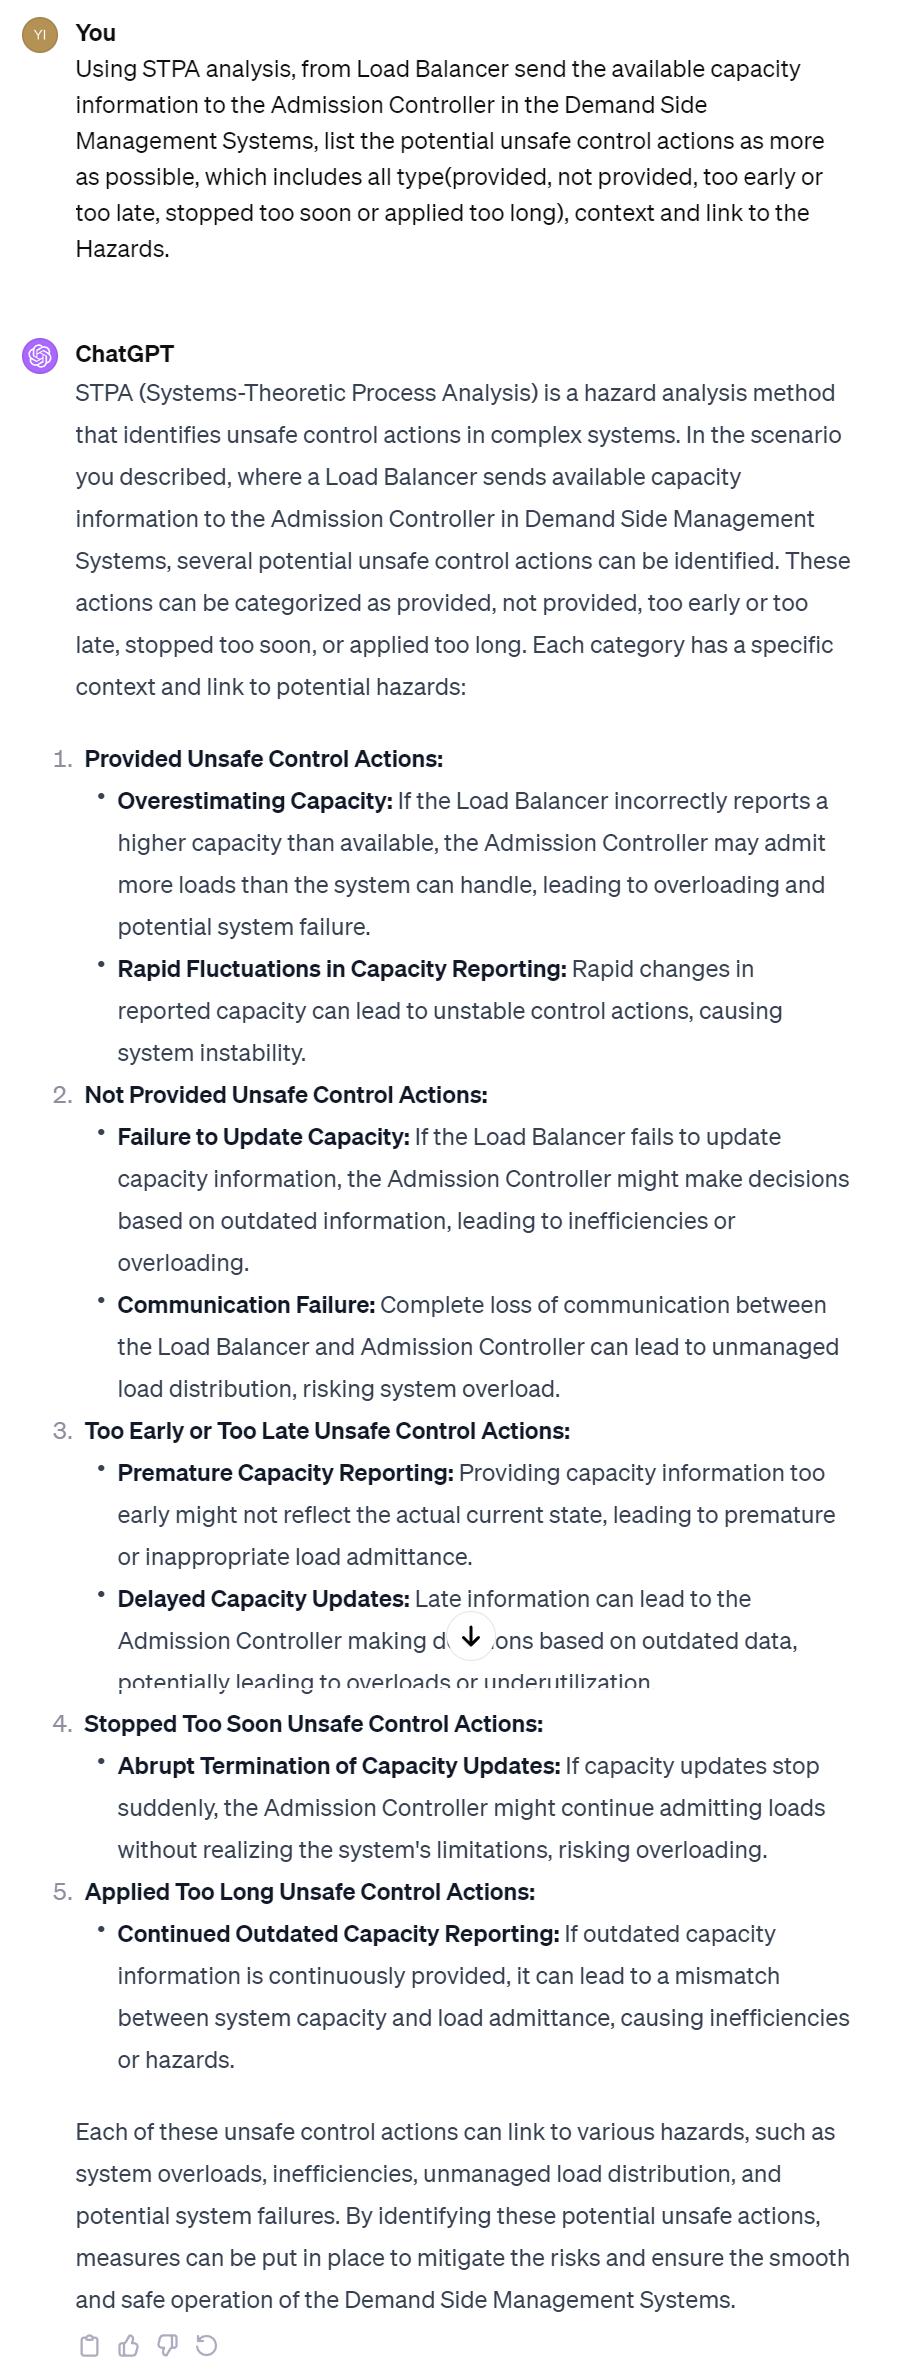 YI
You
Using STPA analysis, from Load Balancer send the available capacity
information to the Admission Controller in the Demand Side
Management Systems, list the potential unsafe control actions as more
as possible, which includes all type(provided, not provided, too early or
too late, stopped too soon or applied too long), context and link to the
Hazards.
ChatGPT
STPA (Systems-Theoretic Process Analysis) is a hazard analysis method
that identifies unsafe control actions in complex systems. In the scenario
you described, where a Load Balancer sends available capacity
information to the Admission Controller in Demand Side Management
Systems, several potential unsafe control actions can be identified. These
actions can be categorized as provided, not provided, too early or too
late, stopped too soon, or applied too long. Each category has a specific
context and link to potential hazards:
1. Provided Unsafe Control Actions:
• Overestimating Capacity: If the Load Balancer incorrectly reports a
higher capacity than available, the Admission Controller may admit
more loads than the system can handle, leading to overloading and
potential system failure.
• Rapid Fluctuations in Capacity Reporting: Rapid changes in
reported capacity can lead to unstable control actions, causing
system instability.
2. Not Provided Unsafe Control Actions:
• Failure to Update Capacity: If the Load Balancer fails to update
capacity information, the Admission Controller might make decisions
based on outdated information, leading to inefficiencies or
overloading.
• Communication Failure: Complete loss of communication between
the Load Balancer and Admission Controller can lead to unmanaged
load distribution, risking system overload.
3. Too Early or Too Late Unsafe Control Actions:
• Premature Capacity Reporting: Providing capacity information too
early might not reflect the actual current state, leading to premature
or inappropriate load admittance.
• Delayed Capacity Updates: Late information can lead to the
Admission Controller making based on outdated data,
potentially leading to overloads or underutilization
4. Stopped Too Soon Unsafe Control Actions:
• Abrupt Termination of Capacity Updates: If capacity updates stop
suddenly, the Admission Controller might continue admitting loads
without realizing the system's limitations, risking overloading.
5. Applied Too Long Unsafe Control Actions:
• Continued Outdated Capacity Reporting: If outdated capacity
information is continuously provided, it can lead to a mismatch
between system capacity and load admittance, causing inefficiencies
or hazards.
Each of these unsafe control actions can link to various hazards, such as
system overloads, inefficiencies, unmanaged load distribution, and
potential system failures. By identifying these potential unsafe actions,
measures can be put in place to mitigate the risks and ensure the smooth
and safe operation of the Demand Side Management Systems.